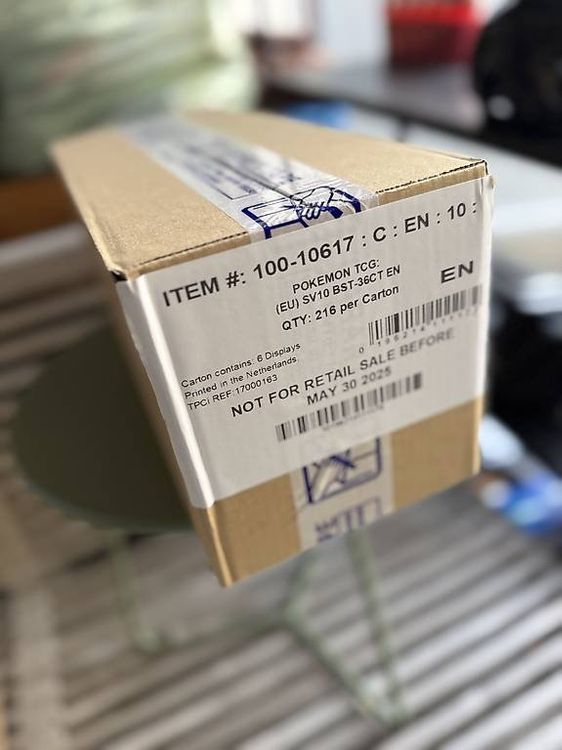 ITEM #: 100-10617 : C : EN : 10 :
POKEMON TCG:
(EU) SV10 BST-36CT EN
QTY: 216 per Carton
EN
Carton contains: 6 Displays
Printed in the Netherlands.
TPCi REF 17000163
NOT FOR RETAIL SALE BEFORE
MAY 30 2025